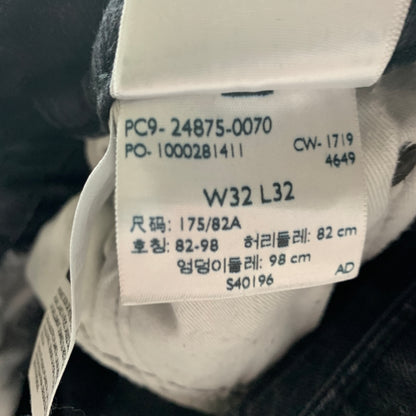 PC9- 24875-0070
PO- 1000281411 CW- 1719
4649
W32 L32
尺码: 175/82A
호칭: 82-98 허리둘레: 82 cm
엉덩이둘레: 98 cm
S40196 AD